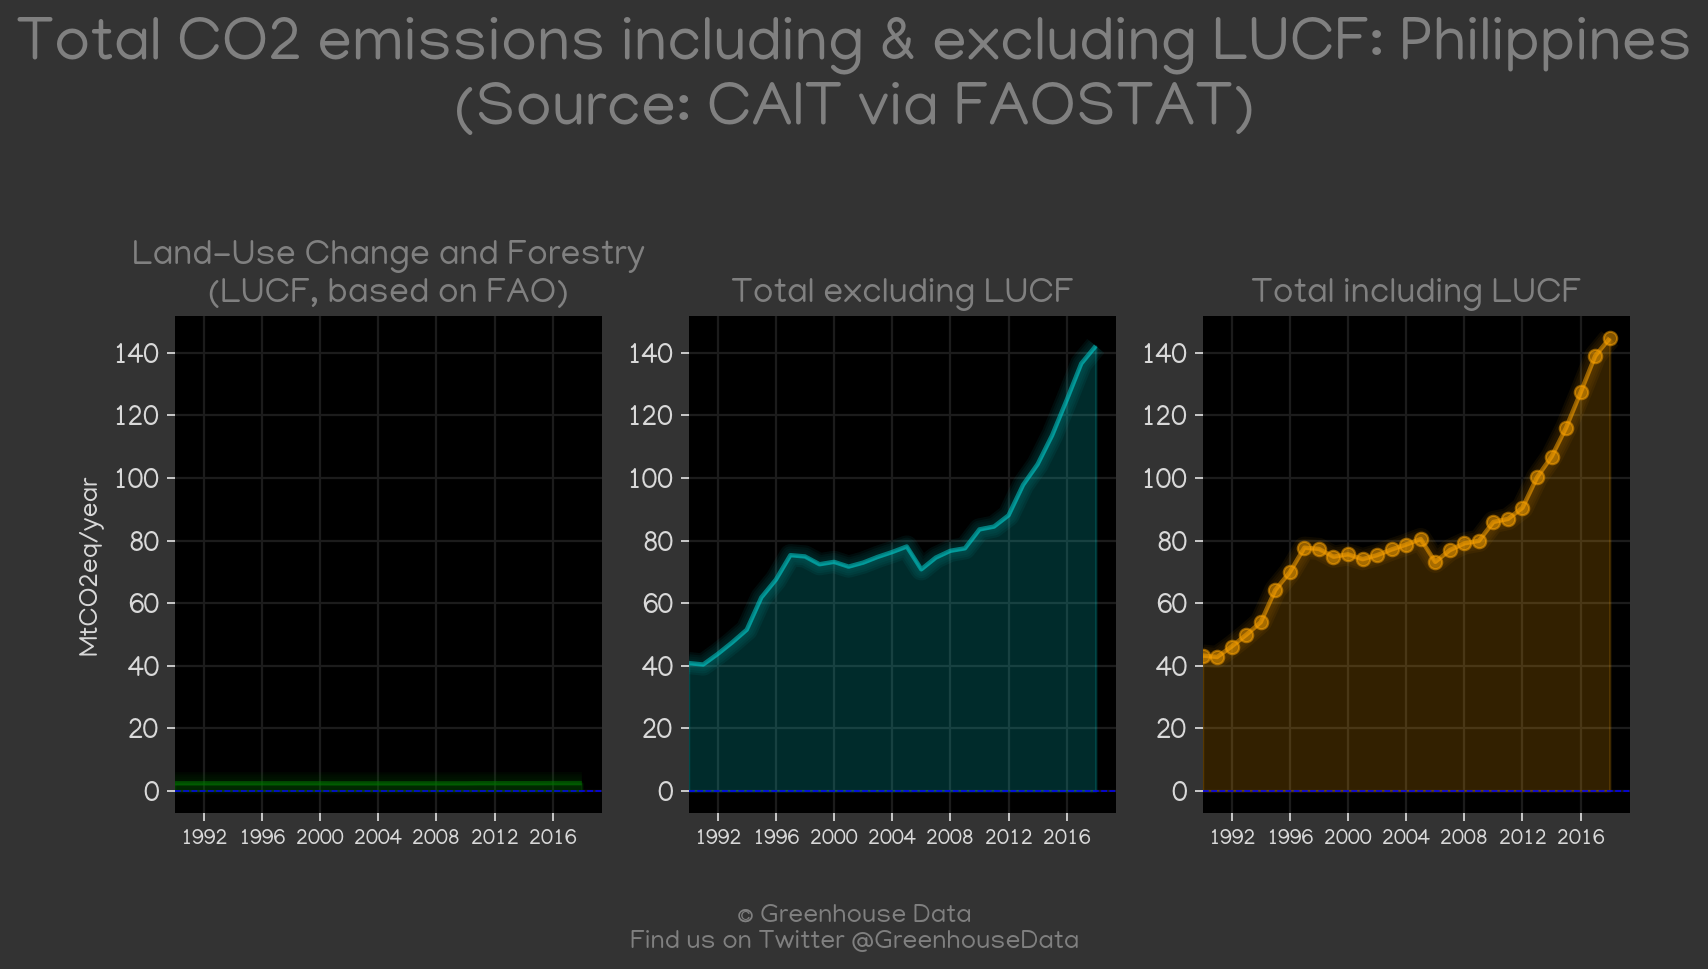 Total CO2 emissions including & excluding LUCF: Philippines
(Source: CAIT via FAOSTAT)
Land-Use Change and Forestry
(LUCF, based on FAO)
Total excluding LUCF
Total including LUCF
MtCO2eq/year
140
120
100
80
60
40
20
0
1992 1996 2000 2004 2008 2012 2016
140
120
100
80
60
40
20
0
1992 1996 2000 2004 2008 2012 2016
140
120
100
80
60
40
20
0
1992 1996 2000 2004 2008 2012 2016
© Greenhouse Data
Find us on Twitter @GreenhouseData